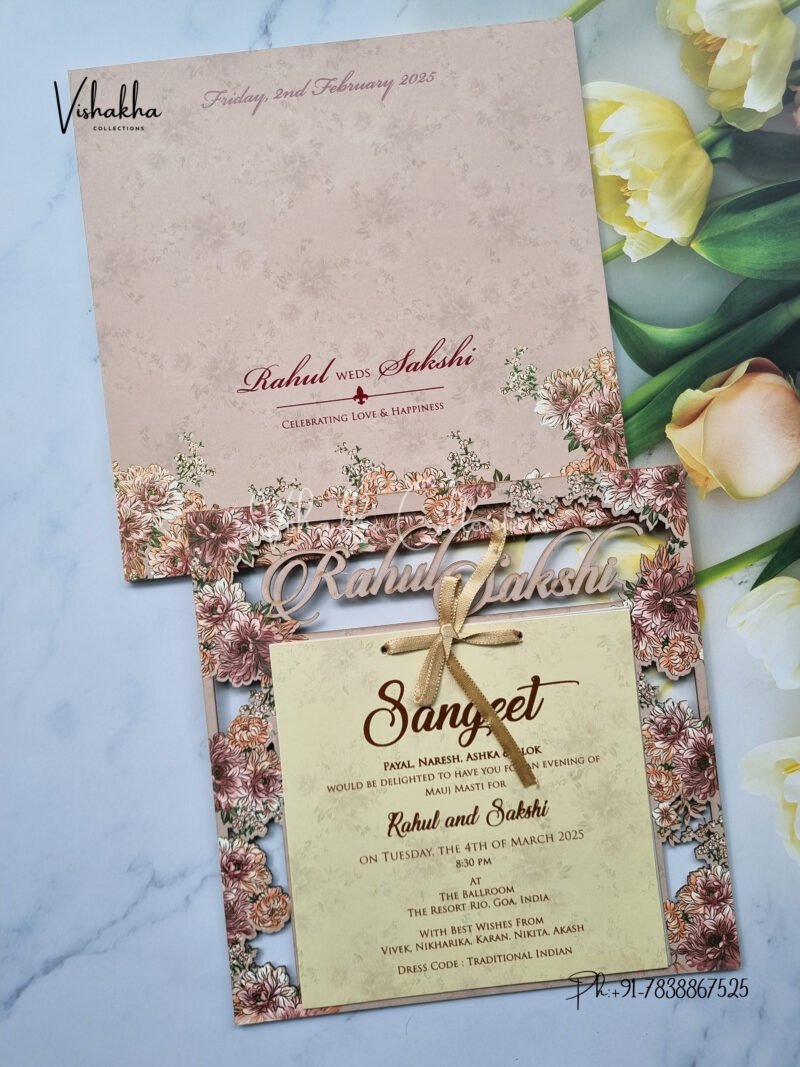 Vishakha
COLLECTIONS
Friday, 2nd February 2025
Rahul WEDS Sakshi
CELEBRATING LOVE & HAPPINESS
Rahul Sakshi
Sangeet
PAYAL, NARESH, ASHKA
WOULD BE DELIGHTED TO HAVE YOU FOR AN EVENING OF
MAUJ MASTI FOR
Rahul and Sakshi
ON TUESDAY, THE 4TH OF MARCH 2025
8:30 PM
AT
THE BALLROOM
THE RESORT RIO, GOA, INDIA
WITH BEST WISHES FROM
VIVEK, NIKHARIKA, KARAN, NIKITA, AKASH
DRESS CODE : TRADITIONAL INDIAN
Ph:+91-7838867525